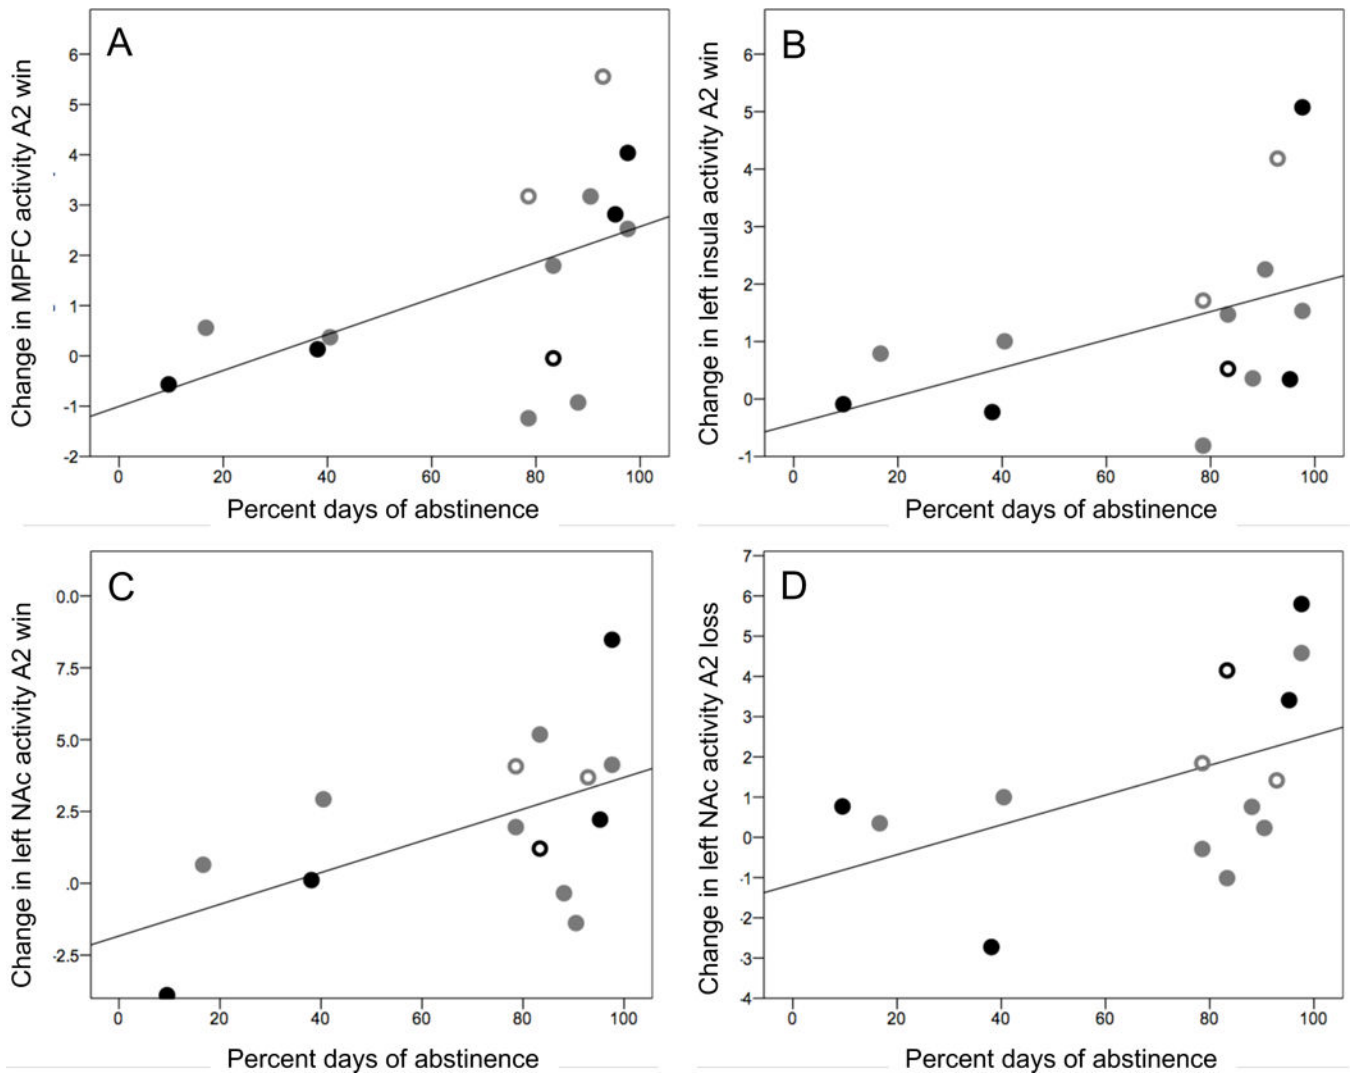 A
Change in MPFC activity A2 win
6
5
4
3
2
1
0
-1
-2
0 20 40 60 80 100
Percent days of abstinence
B
Change in left insula activity A2 win
6
5
4
3
2
1
0
-1
0 20 40 60 80 100
Percent days of abstinence
C
Change in left NAc activity A2 win
0.0
7.5
5.0
2.5
.0
-2.5
0 20 40 60 80 100
Percent days of abstinence
D
Change in left NAc activity A2 loss
7
6
5
4
3
2
1
0
-1
-2
-3
-4
0 20 40 60 80 100
Percent days of abstinence